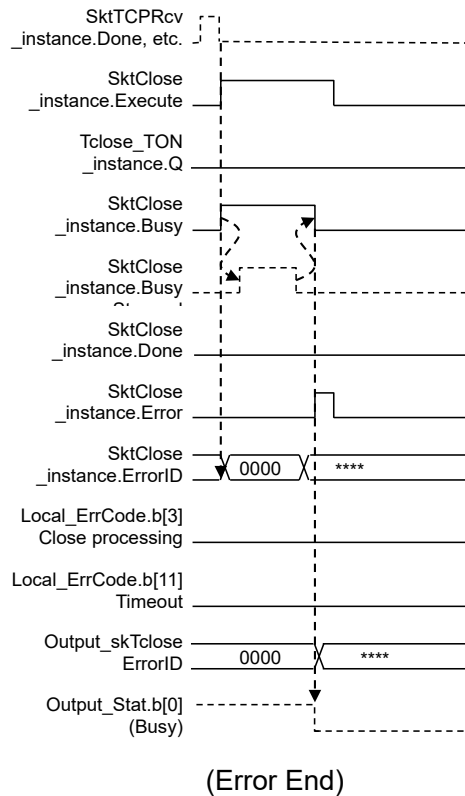 SktTCPRcv
_instance.Done, etc.
SktClose
_instance.Execute
Tclose_TON
_instance.Q
SktClose
_instance.Busy
SktClose
_instance.Busy
SktClose
_instance.Done
SktClose
_instance.Error
SktClose
_instance.ErrorID
0000
****
Local_ErrCode.b[3]
Close processing
Local_ErrCode.b[11]
Timeout
Output_skTclose
ErrorID
0000
****
Output_Stat.b[0]
(Busy)
(Error End)